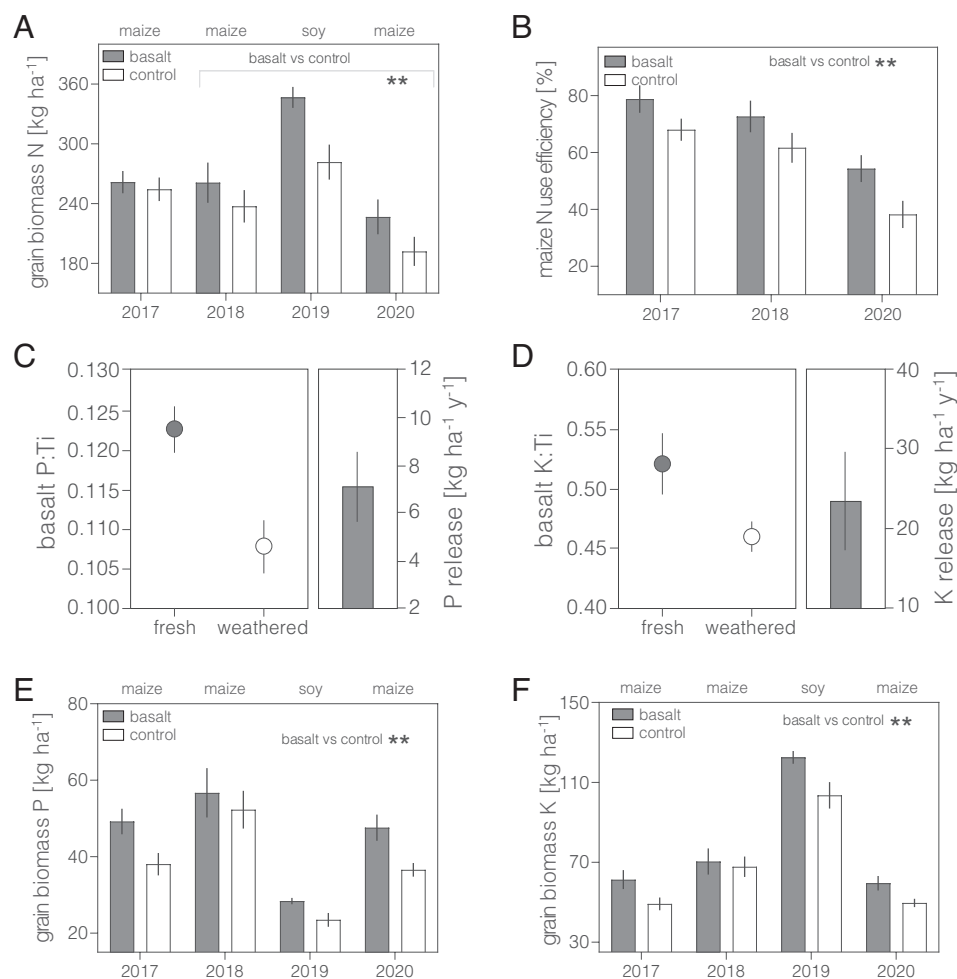 A
maize maize soy maize
basalt
control
basalt vs control
**
grain biomass N [kg ha⁻¹]
360
300
240
180
2017 2018 2019 2020
B
basalt
control
basalt vs control **
maize N use efficiency [%]
80
60
40
20
2017 2018 2020
C
basalt P:Ti
0.130
0.125
0.120
0.115
0.110
0.105
0.100
fresh weathered
12
10
8
6
4
2
P release [kg ha⁻¹ y⁻¹]
D
basalt K:Ti
0.60
0.55
0.50
0.45
0.40
fresh weathered
40
30
20
10
K release [kg ha⁻¹ y⁻¹]
E
maize maize soy maize
basalt
control
basalt vs control **
grain biomass P [kg ha⁻¹]
80
60
40
20
2017 2018 2019 2020
F
maize maize soy maize
basalt
control
basalt vs control **
grain biomass K [kg ha⁻¹]
150
110
70
30
2017 2018 2019 2020